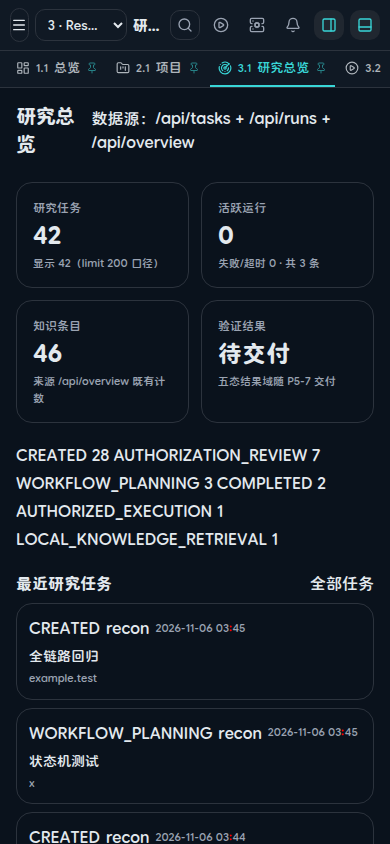 3 · Res... 研...
1.1 总览 2.1 项目 3.1 研究总览 3.2
研究总览
数据源：/api/tasks + /api/runs + /api/overview
研究任务
42
显示 42（limit 200 口径）
活跃运行
0
失败/超时 0 · 共 3 条
知识条目
46
来源 /api/overview 既有计数
验证结果
待交付
五态结果域随 P5-7 交付
CREATED 28 AUTHORIZATION_REVIEW 7
WORKFLOW_PLANNING 3 COMPLETED 2
AUTHORIZED_EXECUTION 1
LOCAL_KNOWLEDGE_RETRIEVAL 1
最近研究任务 全部任务
CREATED recon 2026-11-06 03:45
全链路回归
example.test
WORKFLOW_PLANNING recon 2026-11-06 03:45
状态机测试
x
CREATED recon 2026-11-06 03:44